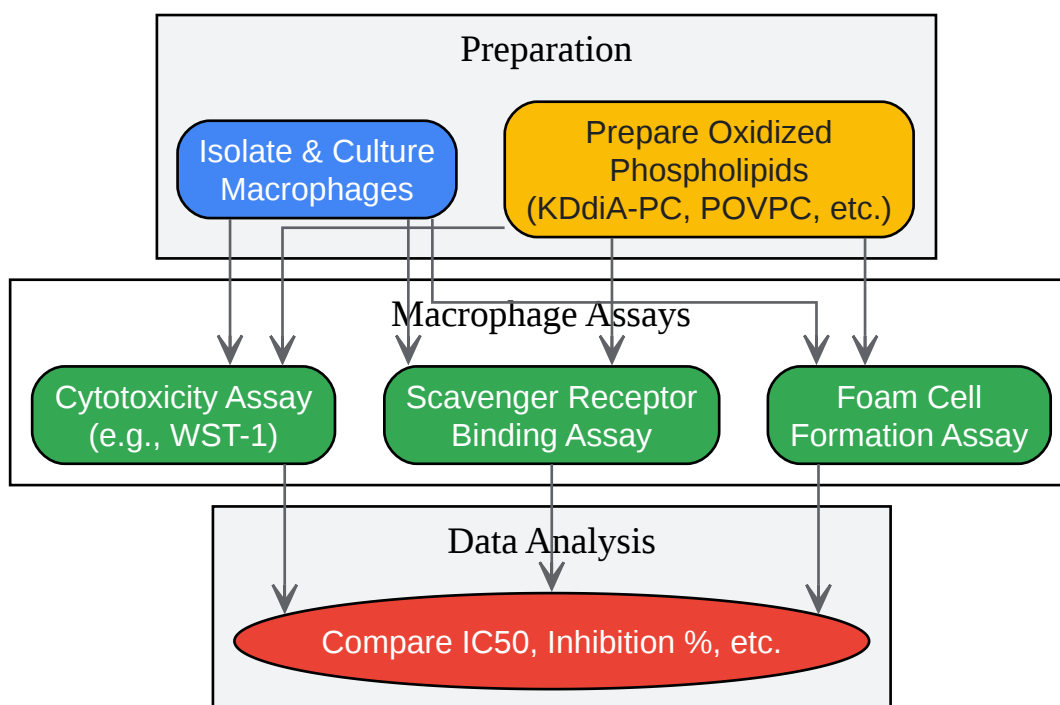 Preparation
Isolate & Culture
Macrophages
Prepare Oxidized
Phospholipids
(KDdiA-PC, POVPC, etc.)
Macrophage Assays
Cytotoxicity Assay
(e.g., WST-1)
Scavenger Receptor
Binding Assay
Foam Cell
Formation Assay
Data Analysis
Compare IC50, Inhibition %, etc.